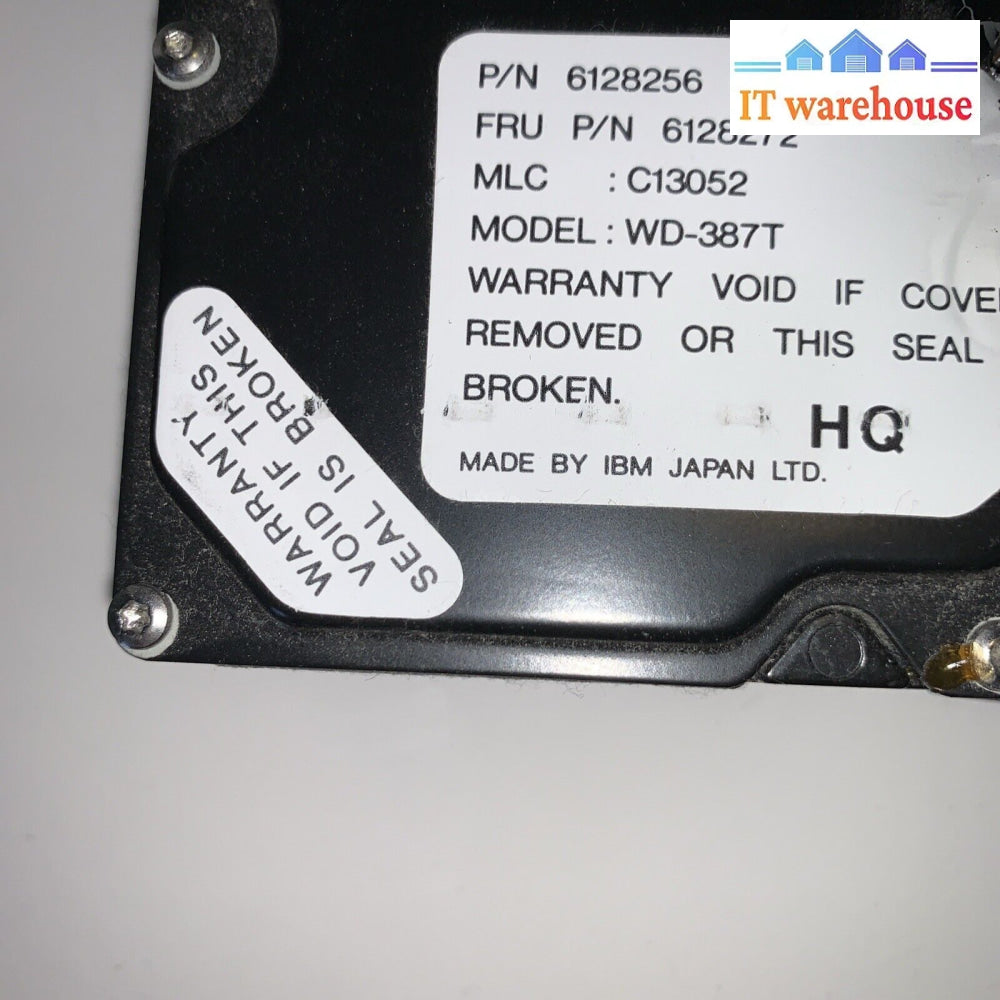 IT warehouse
P/N 6128256
FRU P/N 6128272
MLC : C13052
MODEL : WD-387T
WARRANTY VOID IF COVE
REMOVED OR THIS SEAL
BROKEN.
HQ
MADE BY IBM JAPAN LTD.
WARRANTY
VOID IF THIS
SEAL IS BROKEN